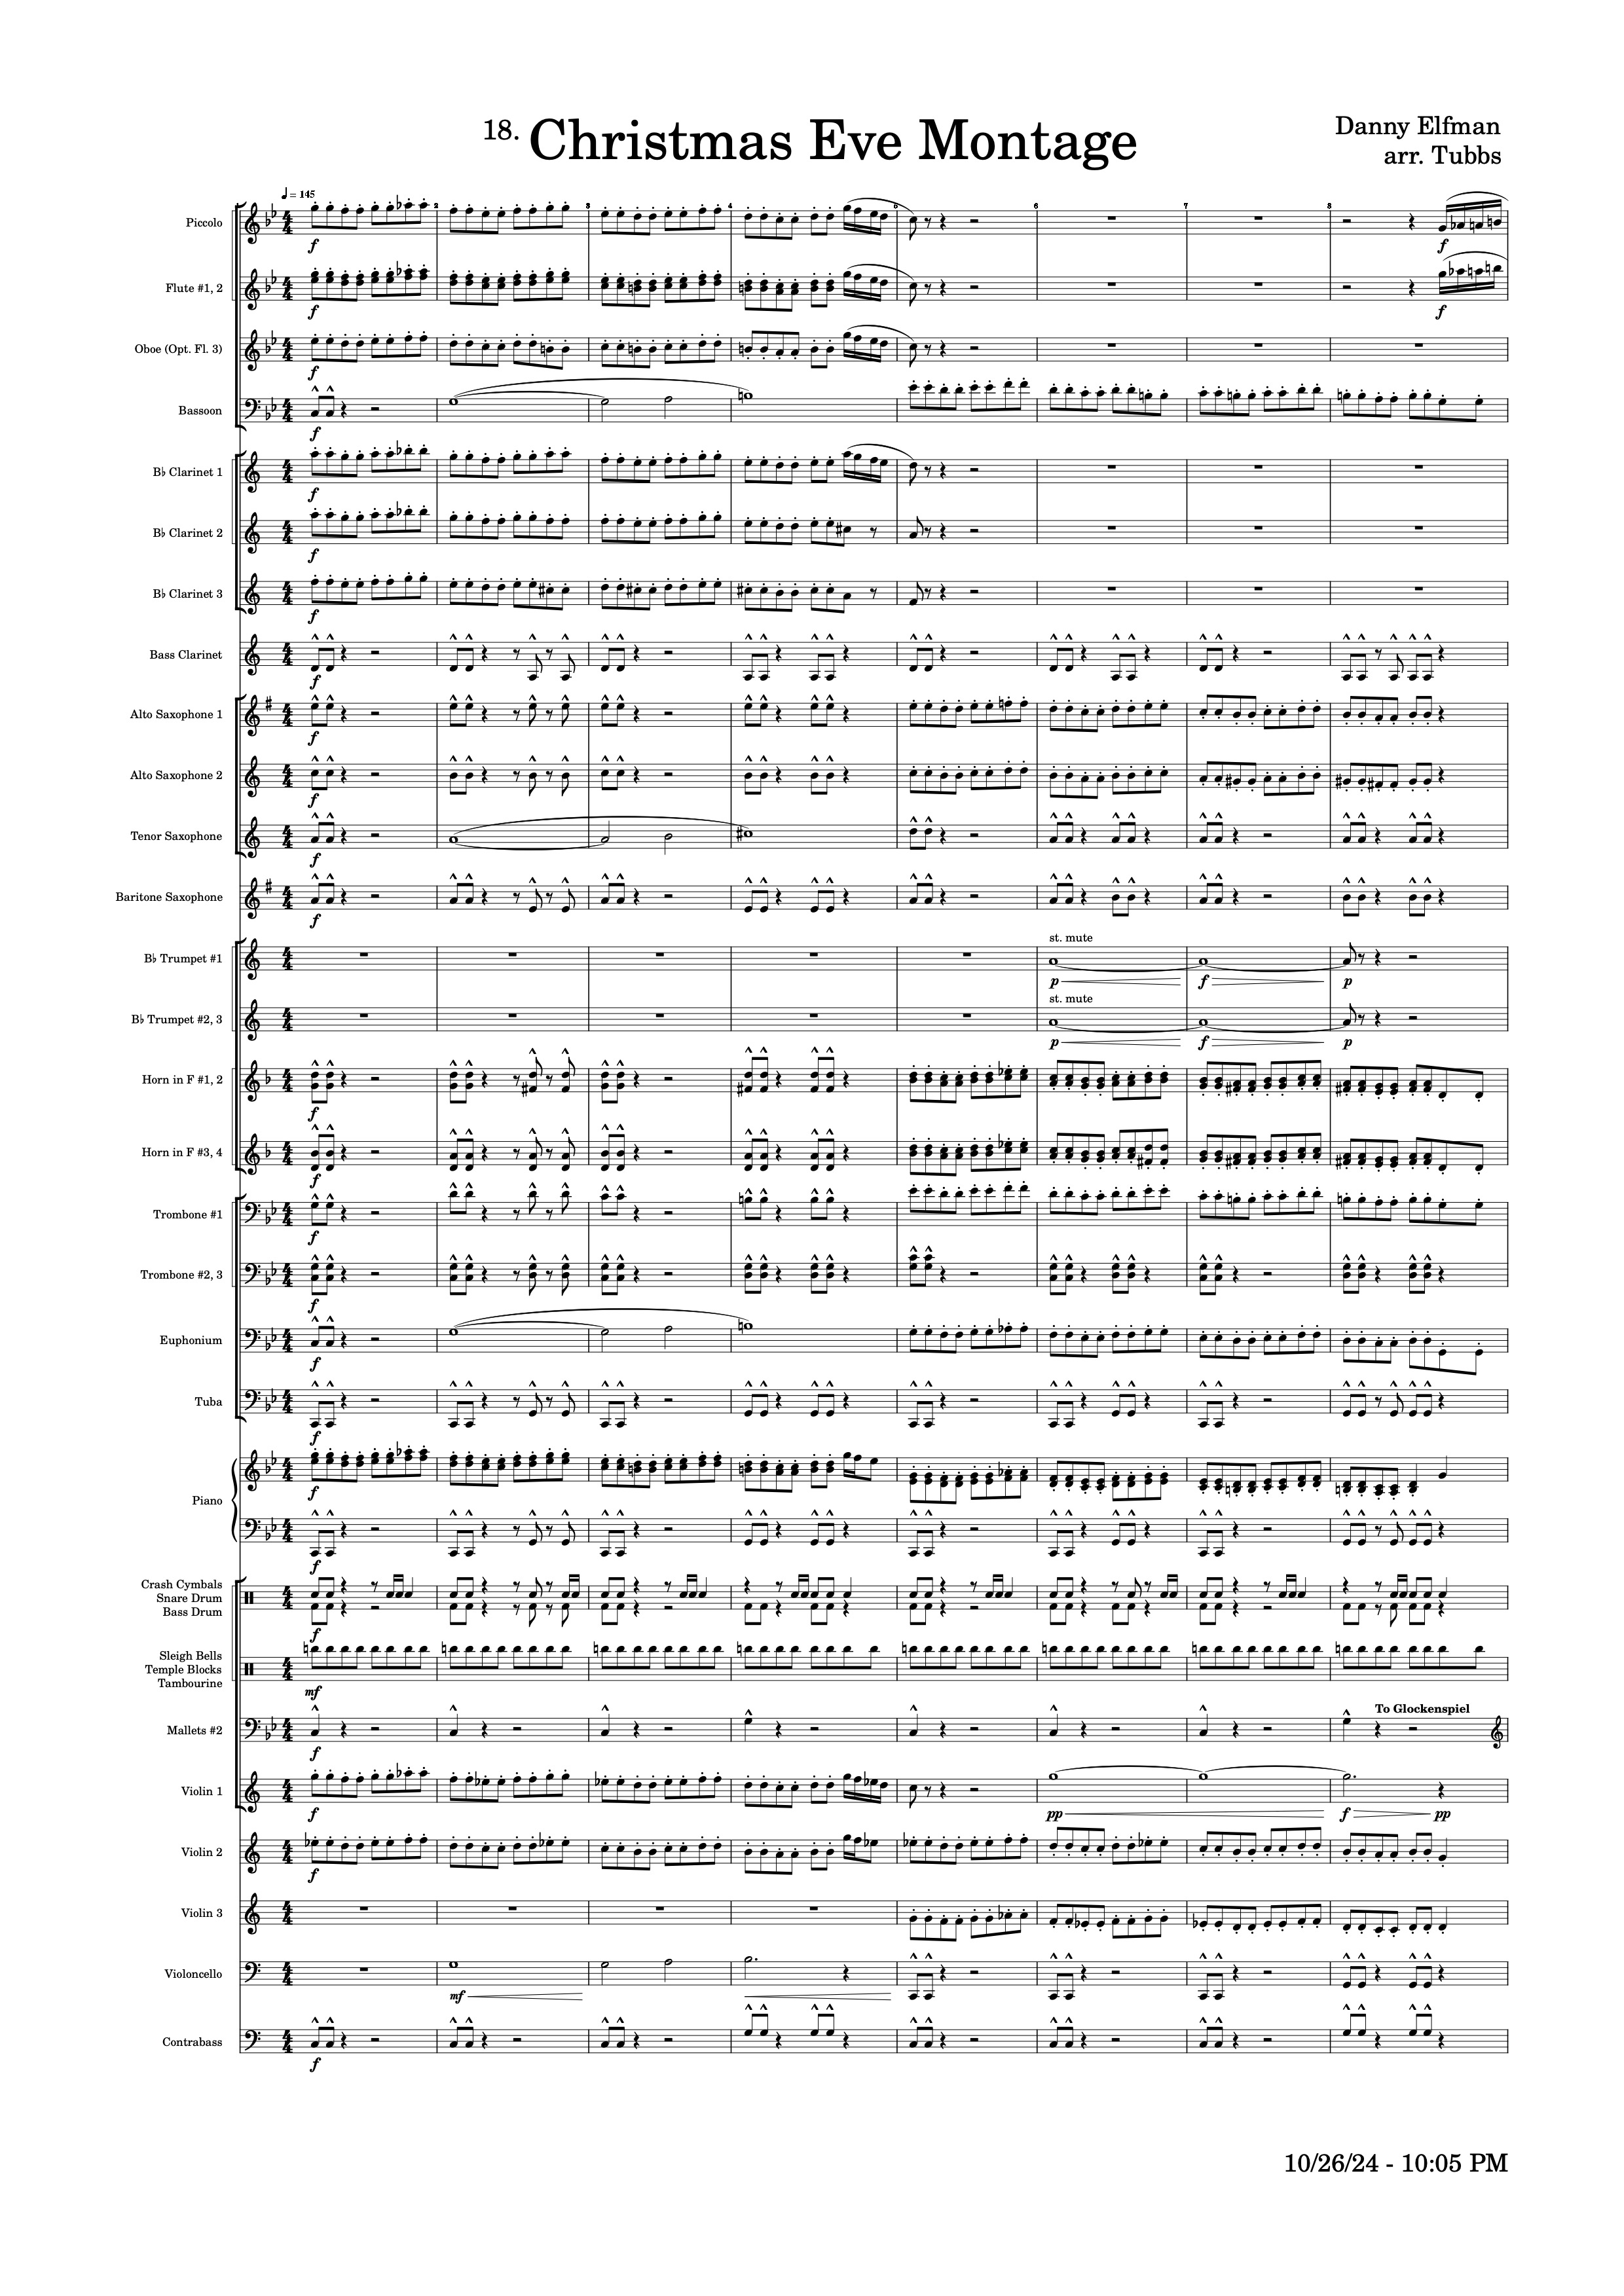 18. Christmas Eve Montage
Danny Elfman
arr. Tubbs
♩ = 145
2 3 4 5 6 7 8
Piccolo
f
f
Flute #1, 2
f
f
Oboe (Opt. Fl. 3)
f
Bassoon
f
B♭ Clarinet 1
f
B♭ Clarinet 2
f
B♭ Clarinet 3
f
Bass Clarinet
f
Alto Saxophone 1
f
Alto Saxophone 2
f
Tenor Saxophone
f
Baritone Saxophone
f
st. mute
B♭ Trumpet #1
p f p
st. mute
B♭ Trumpet #2, 3
p f p
Horn in F #1, 2
f
Horn in F #3, 4
f
Trombone #1
f
Trombone #2, 3
f
Euphonium
f
Tuba
f
Piano
f
f
Crash Cymbals
Snare Drum
Bass Drum
f
Sleigh Bells
Temple Blocks
Tambourine
mf
To Glockenspiel
Mallets #2
f
Violin 1
f pp f pp
Violin 2
f
Violin 3
Violoncello
mf
Contrabass
f
10/26/24 - 10:05 PM